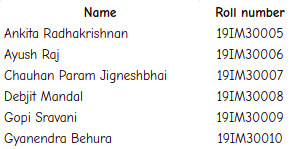 Name Roll number
Ankita Radhakrishnan 19IM30005
Ayush Raj 19IM30006
Chauhan Param Jigneshbhai 19IM30007
Debjit Mandal 19IM30008
Gopi Sravani 19IM30009
Gyanendra Behura 19IM30010